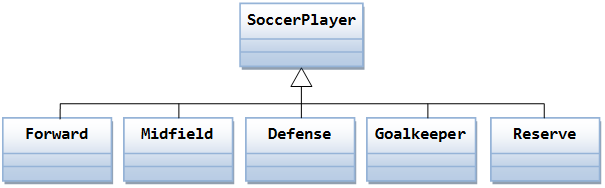 SoccerPlayer
Forward
Midfield
Defense
Goalkeeper
Reserve